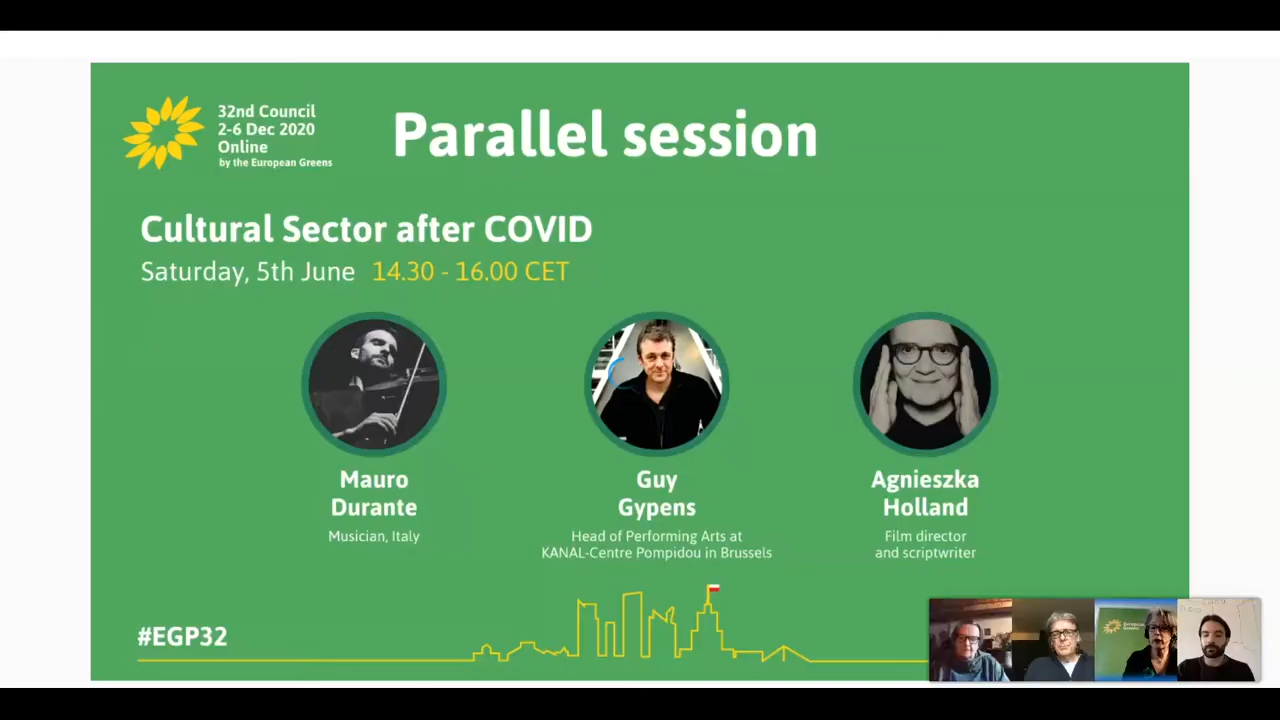 32nd Council
2-6 Dec 2020
Online
by the European Greens
Parallel session
Cultural Sector after COVID
Saturday, 5th June 14.30 - 16.00 CET
Mauro
Durante
Musician, Italy
Guy
Gypens
Head of Performing Arts at
KANAL-Centre Pompidou in Brussels
Agnieszka
Holland
Film director
and scriptwriter
#EGP32
European
Greens